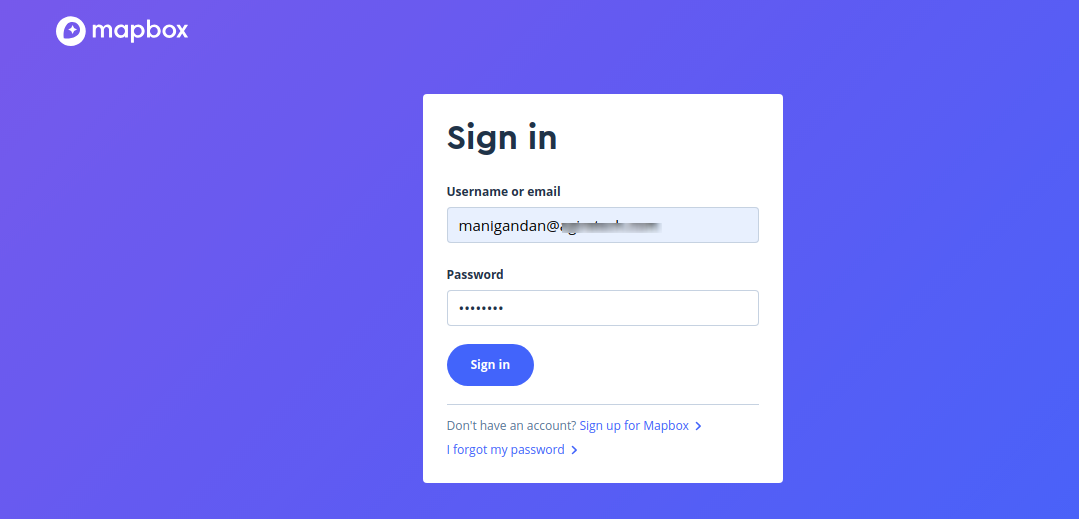 mapbox
Sign in
Username or email
manigandan@
Password
Sign in
Don't have an account? Sign up for Mapbox
I forgot my password